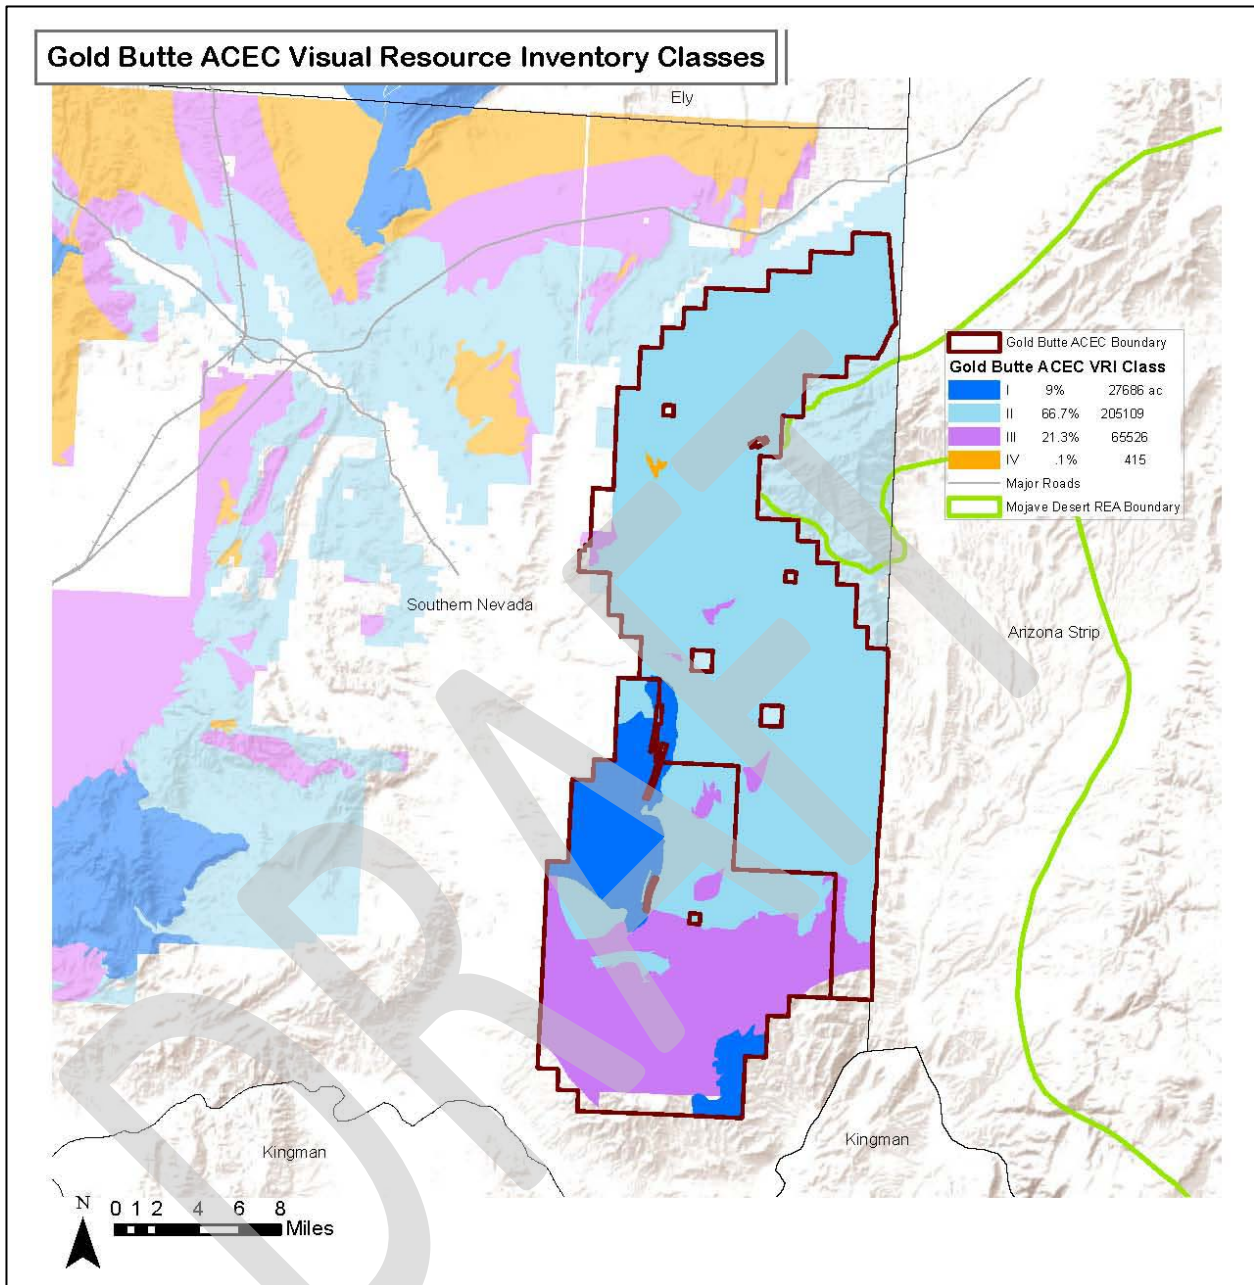 Gold Butte ACEC Visual Resource Inventory Classes
Ely
Gold Butte ACEC Boundary
Gold Butte ACEC VRI Class
I 9% 27686 ac
II 66.7% 205109
III 21.3% 65526
IV .1% 415
Major Roads
Mojave Desert REA Boundary
Southern Nevada
Arizona Strip
Kingman
Kingman
N
0 1 2 4 6 8
Miles
DRAFT